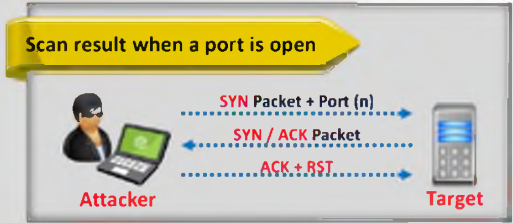 Scan result when a port is open
SYN Packet + Port (n)
SYN / ACK Packet
ACK + RST
Attacker
Target